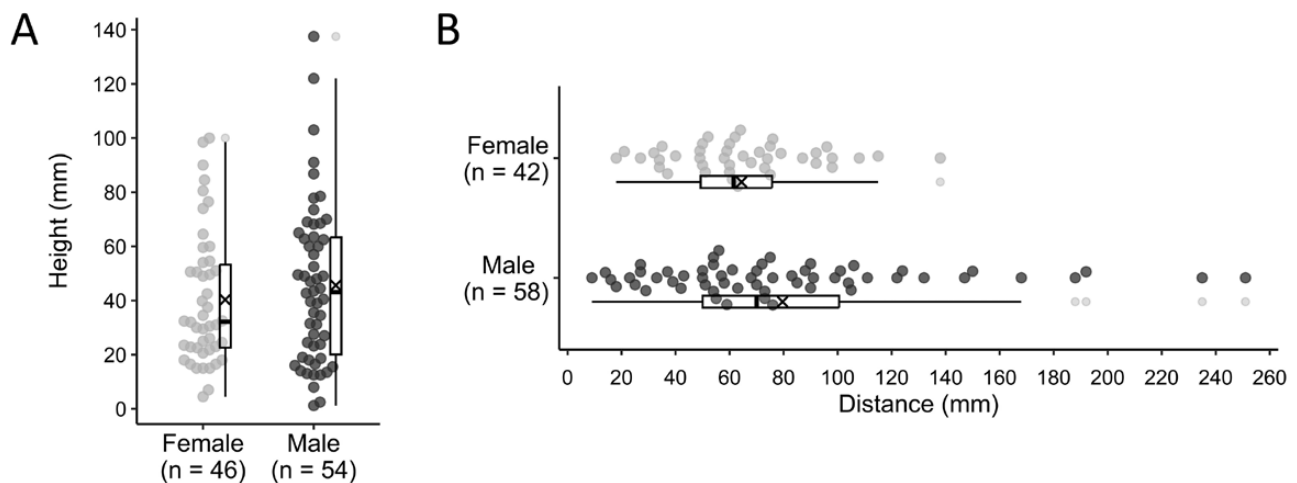 A
Height (mm)
140
120
100
80
60
40
20
0
Female
(n = 46)
Male
(n = 54)
B
Female
(n = 42)
Male
(n = 58)
0 20 40 60 80 100 120 140 160 180 200 220 240 260
Distance (mm)